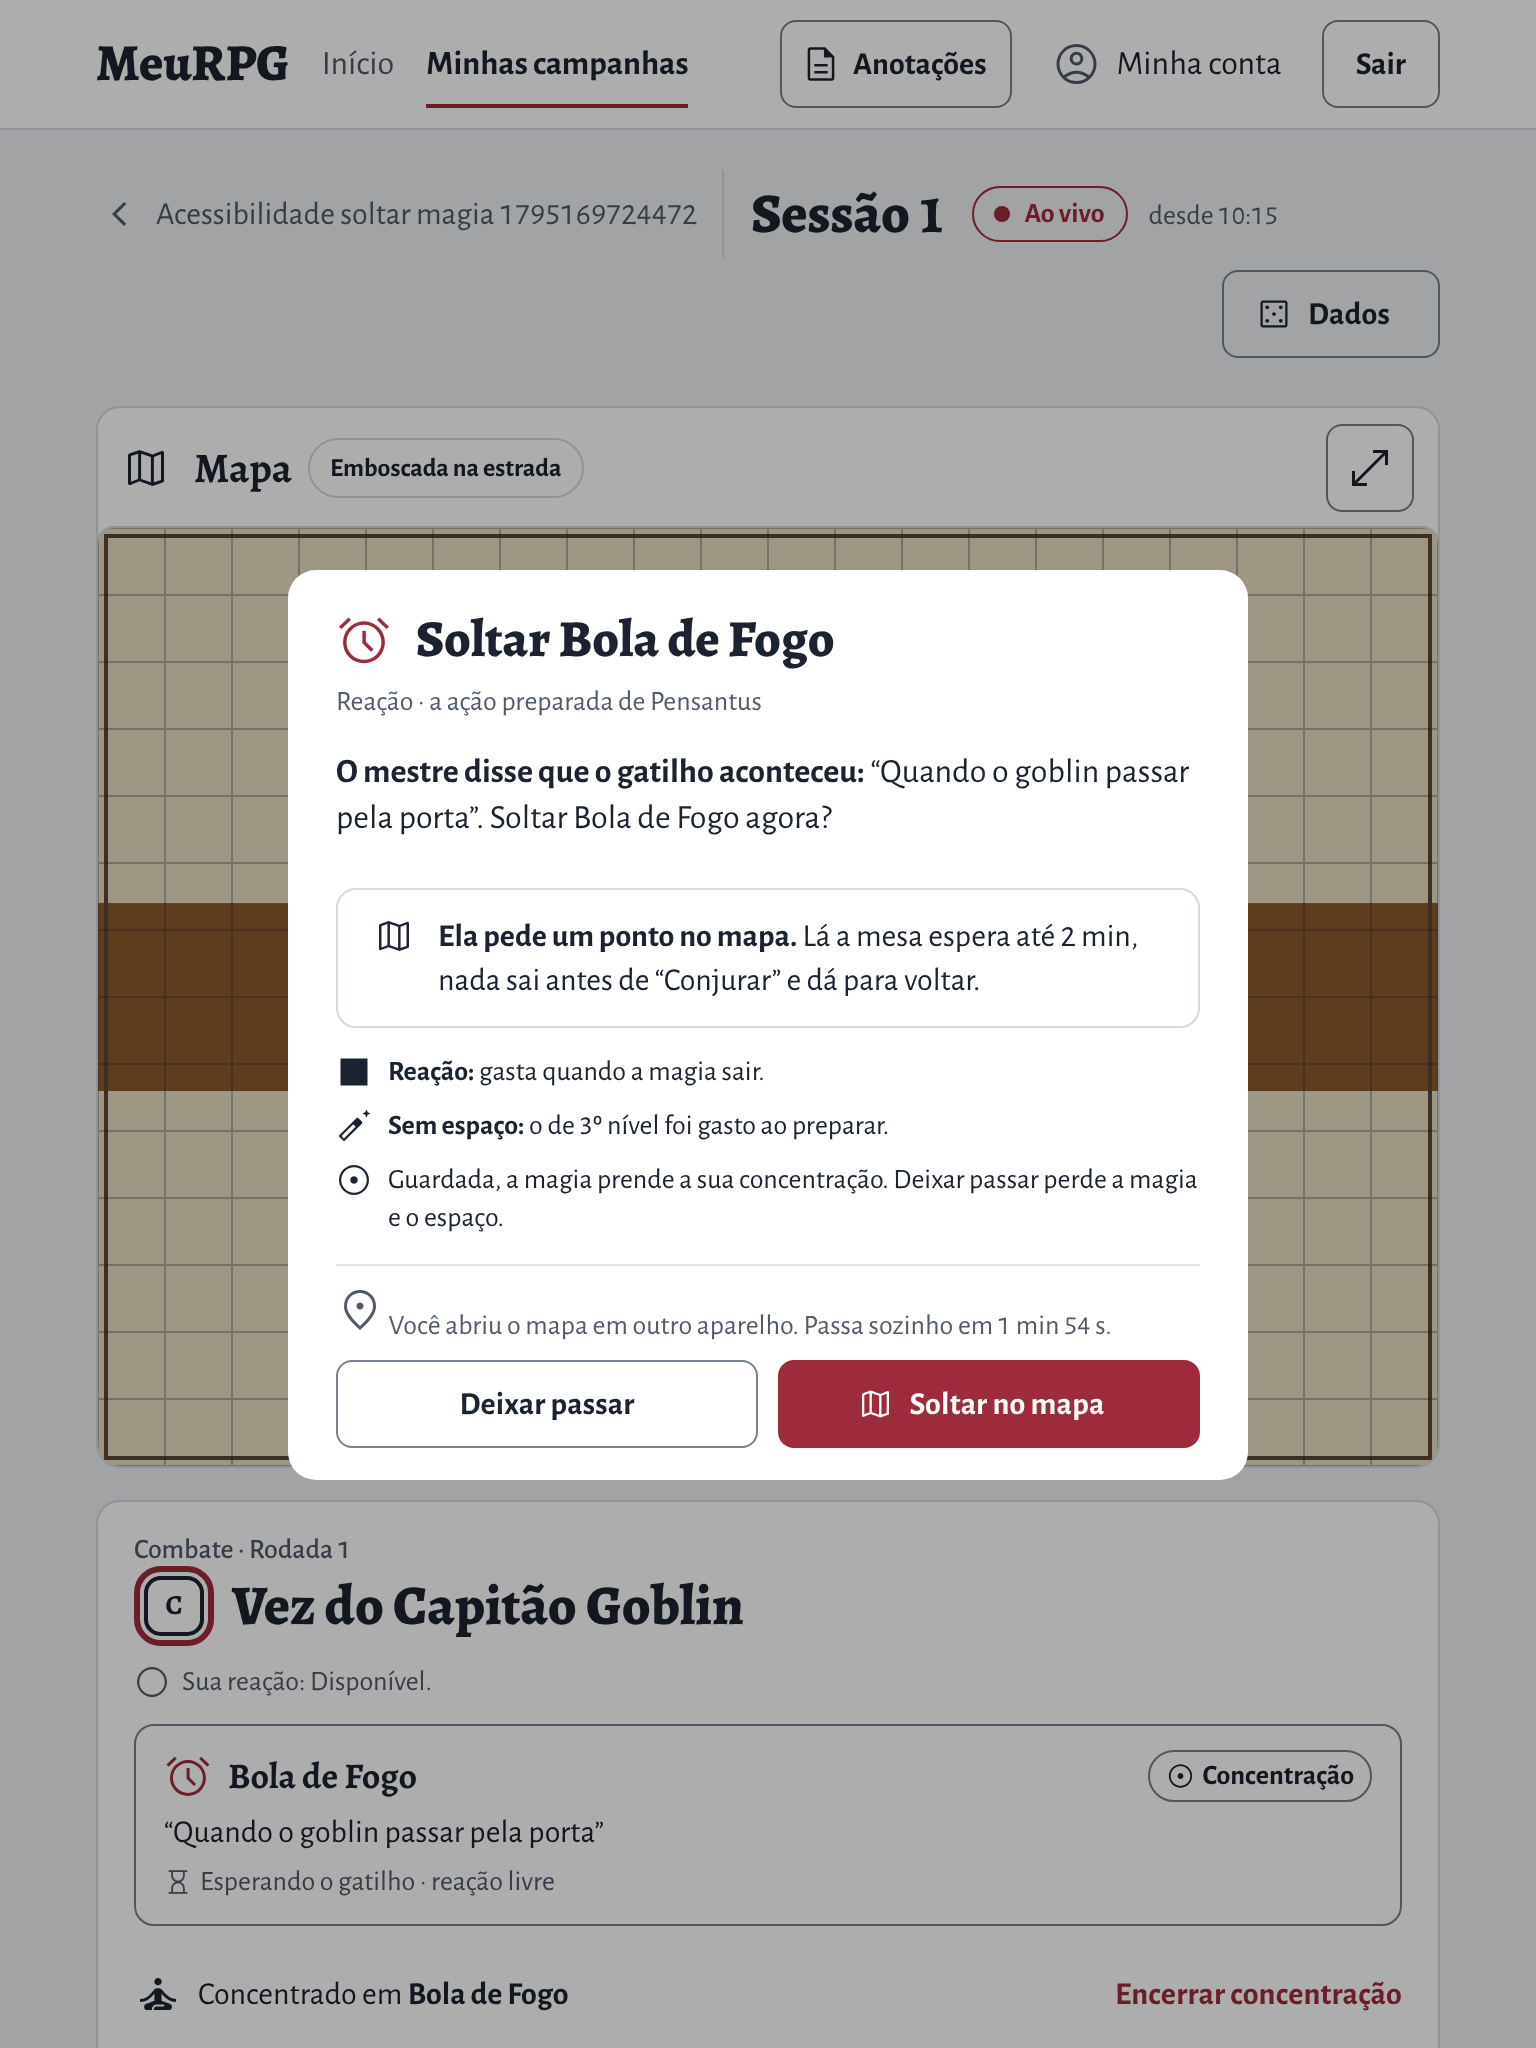 MeuRPG Início Minhas campanhas Anotações Minha conta Sair
Acessibilidade soltar magia 1795169724472 Sessão 1 Ao vivo desde 10:15
Dados
Mapa Emboscada na estrada
Soltar Bola de Fogo
Reação · a ação preparada de Pensantus
O mestre disse que o gatilho aconteceu: “Quando o goblin passar
pela porta”. Soltar Bola de Fogo agora?
Ela pede um ponto no mapa. Lá a mesa espera até 2 min,
nada sai antes de “Conjurar” e dá para voltar.
Reação: gasta quando a magia sair.
Sem espaço: o de 3º nível foi gasto ao preparar.
Guardada, a magia prende a sua concentração. Deixar passar perde a magia
e o espaço.
Você abriu o mapa em outro aparelho. Passa sozinho em 1 min 54 s.
Deixar passar Soltar no mapa
Combate · Rodada 1
C Vez do Capitão Goblin
Sua reação: Disponível.
Bola de Fogo Concentração
“Quando o goblin passar pela porta”
Esperando o gatilho · reação livre
Concentrado em Bola de Fogo Encerrar concentração